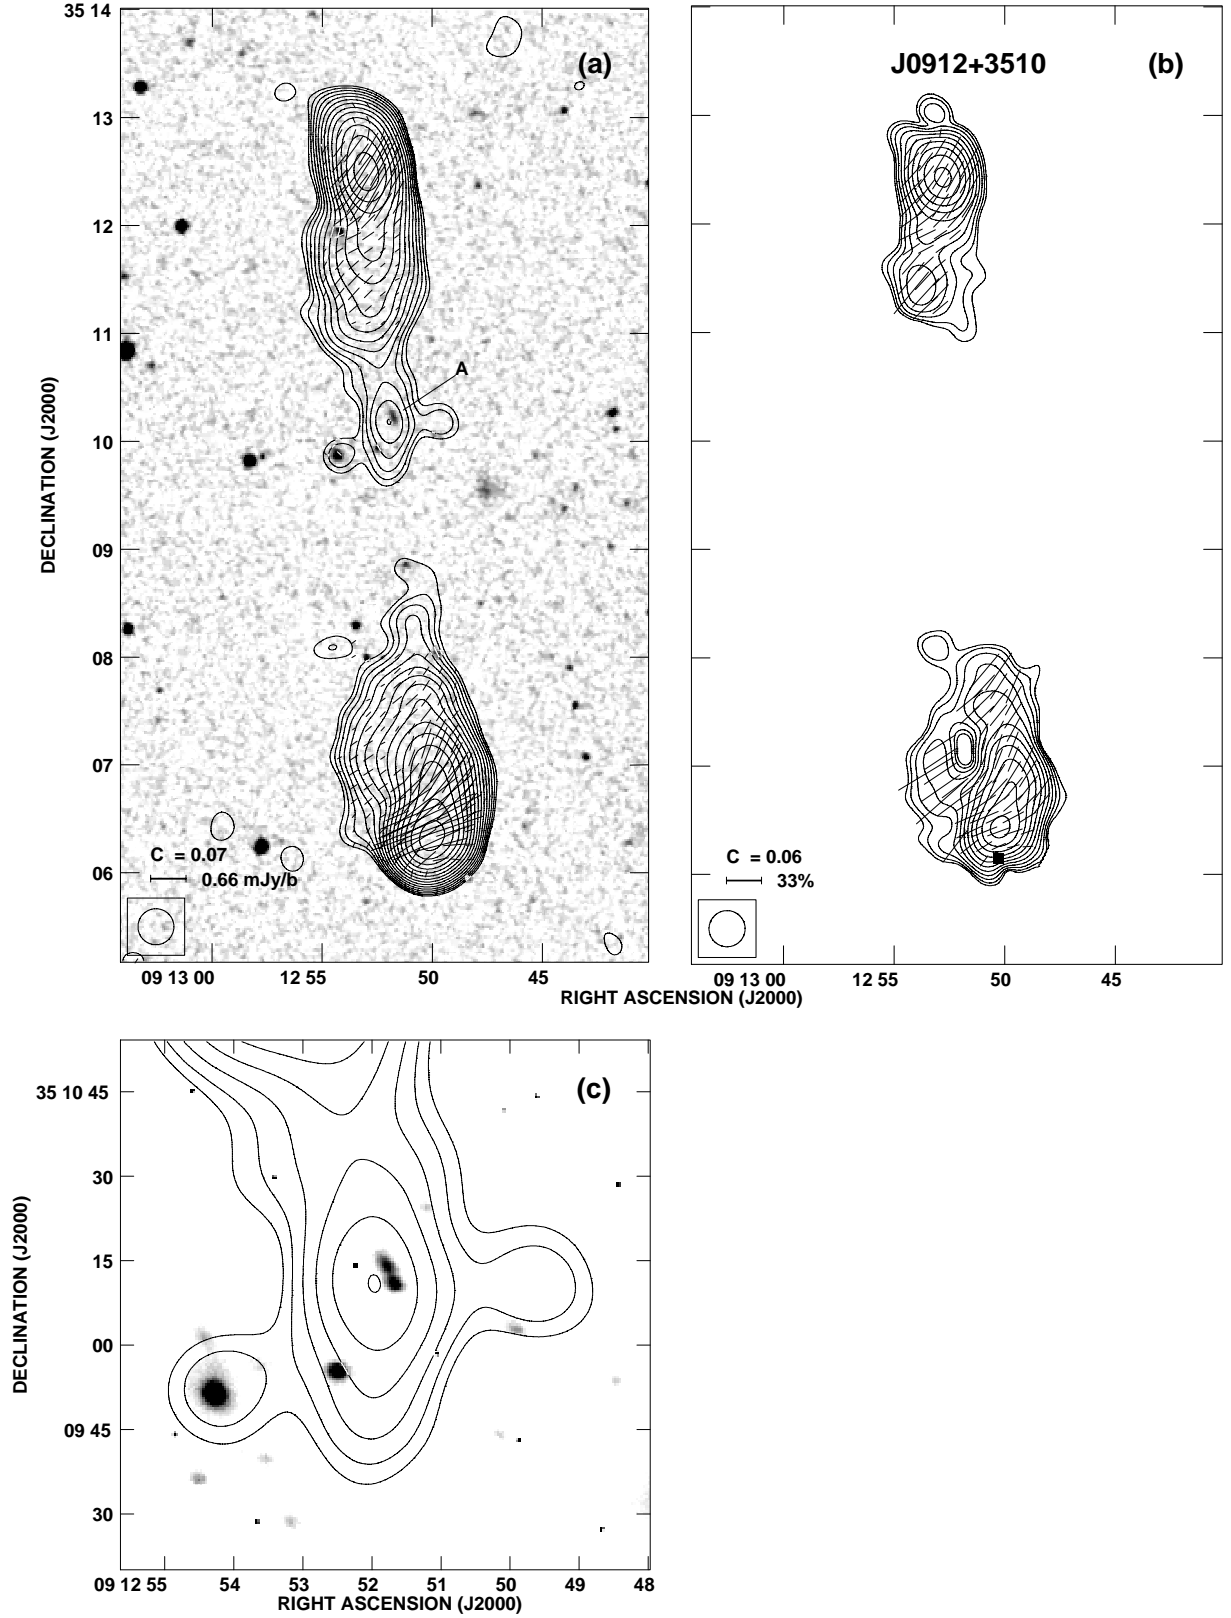 (a)
35 14
13
12
11
10
09
08
07
06
DECLINATION (J2000)
A
C = 0.07
0.66 mJy/b
09 13 00
12 55
50
45
J0912+3510
(b)
C = 0.06
33%
09 13 00
12 55
50
45
RIGHT ASCENSION (J2000)
(c)
35 10 45
30
15
00
09 45
30
DECLINATION (J2000)
09 12 55
54
53
52
51
50
49
48
RIGHT ASCENSION (J2000)